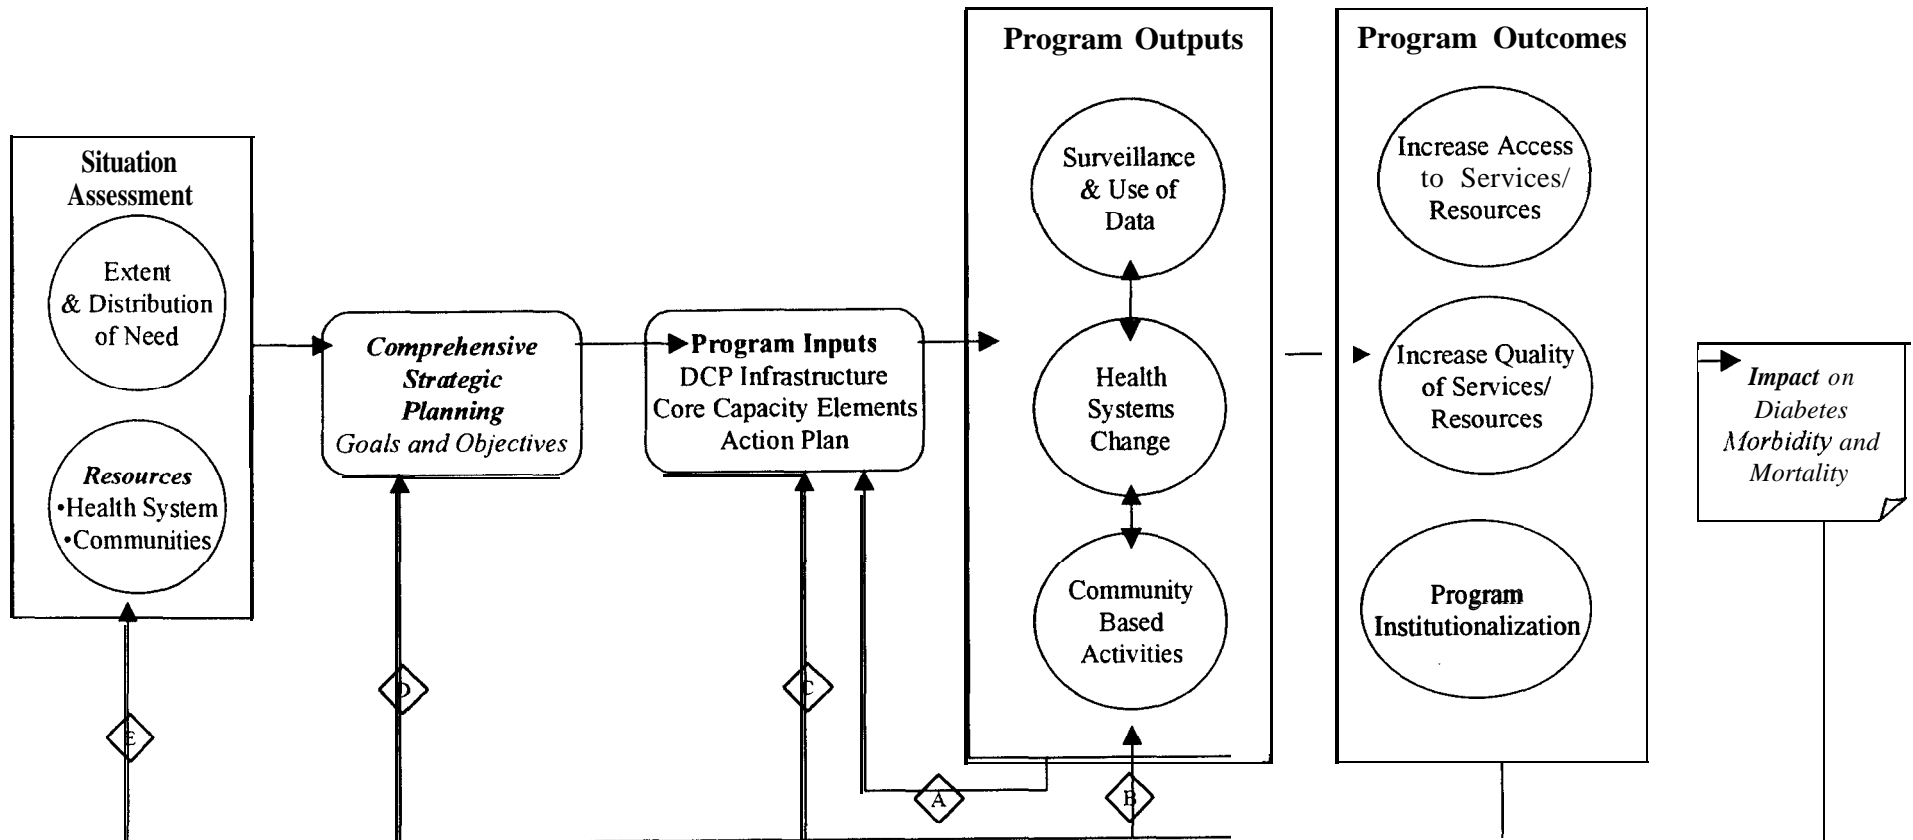 Situation
Assessment
Extent
& Distribution
of Need
Resources
•Health System
•Communities
Comprehensive
Strategic
Planning
Goals and Objectives
Program Inputs
DCP Infrastructure
Core Capacity Elements
Action Plan
Program Outputs
Surveillance
& Use of
Data
Health
Systems
Change
Community
Based
Activities
Program Outcomes
Increase Access
to Services/
Resources
Increase Quality
of Services/
Resources
Program
Institutionalization
Impact on
Diabetes
Morbidity and
Mortality
E
D
C
A
B